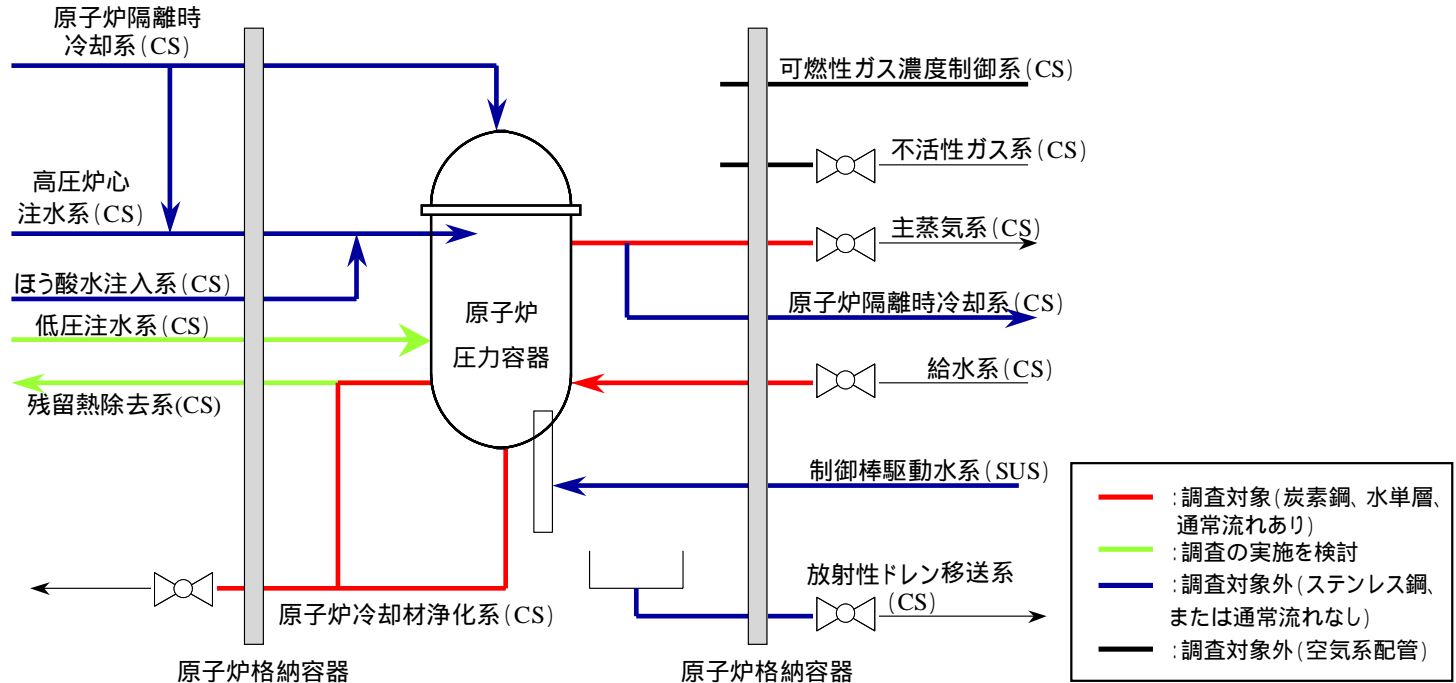 原子炉隔離時
冷却系(CS)
高圧炉心
注水系(CS)
ほう酸水注入系(CS)
低圧注水系(CS)
残留熱除去系(CS)
原子炉
圧力容器
原子炉冷却材浄化系(CS)
原子炉格納容器
可燃性ガス濃度制御系(CS)
不活性ガス系(CS)
主蒸気系(CS)
原子炉隔離時冷却系(CS)
給水系(CS)
制御棒駆動水系(SUS)
放射性ドレン移送系
(CS)
原子炉格納容器
:調査対象(炭素鋼、水単層、
通常流れあり)
:調査の実施を検討
:調査対象外(ステンレス鋼、
または通常流れなし)
:調査対象外(空気系配管)